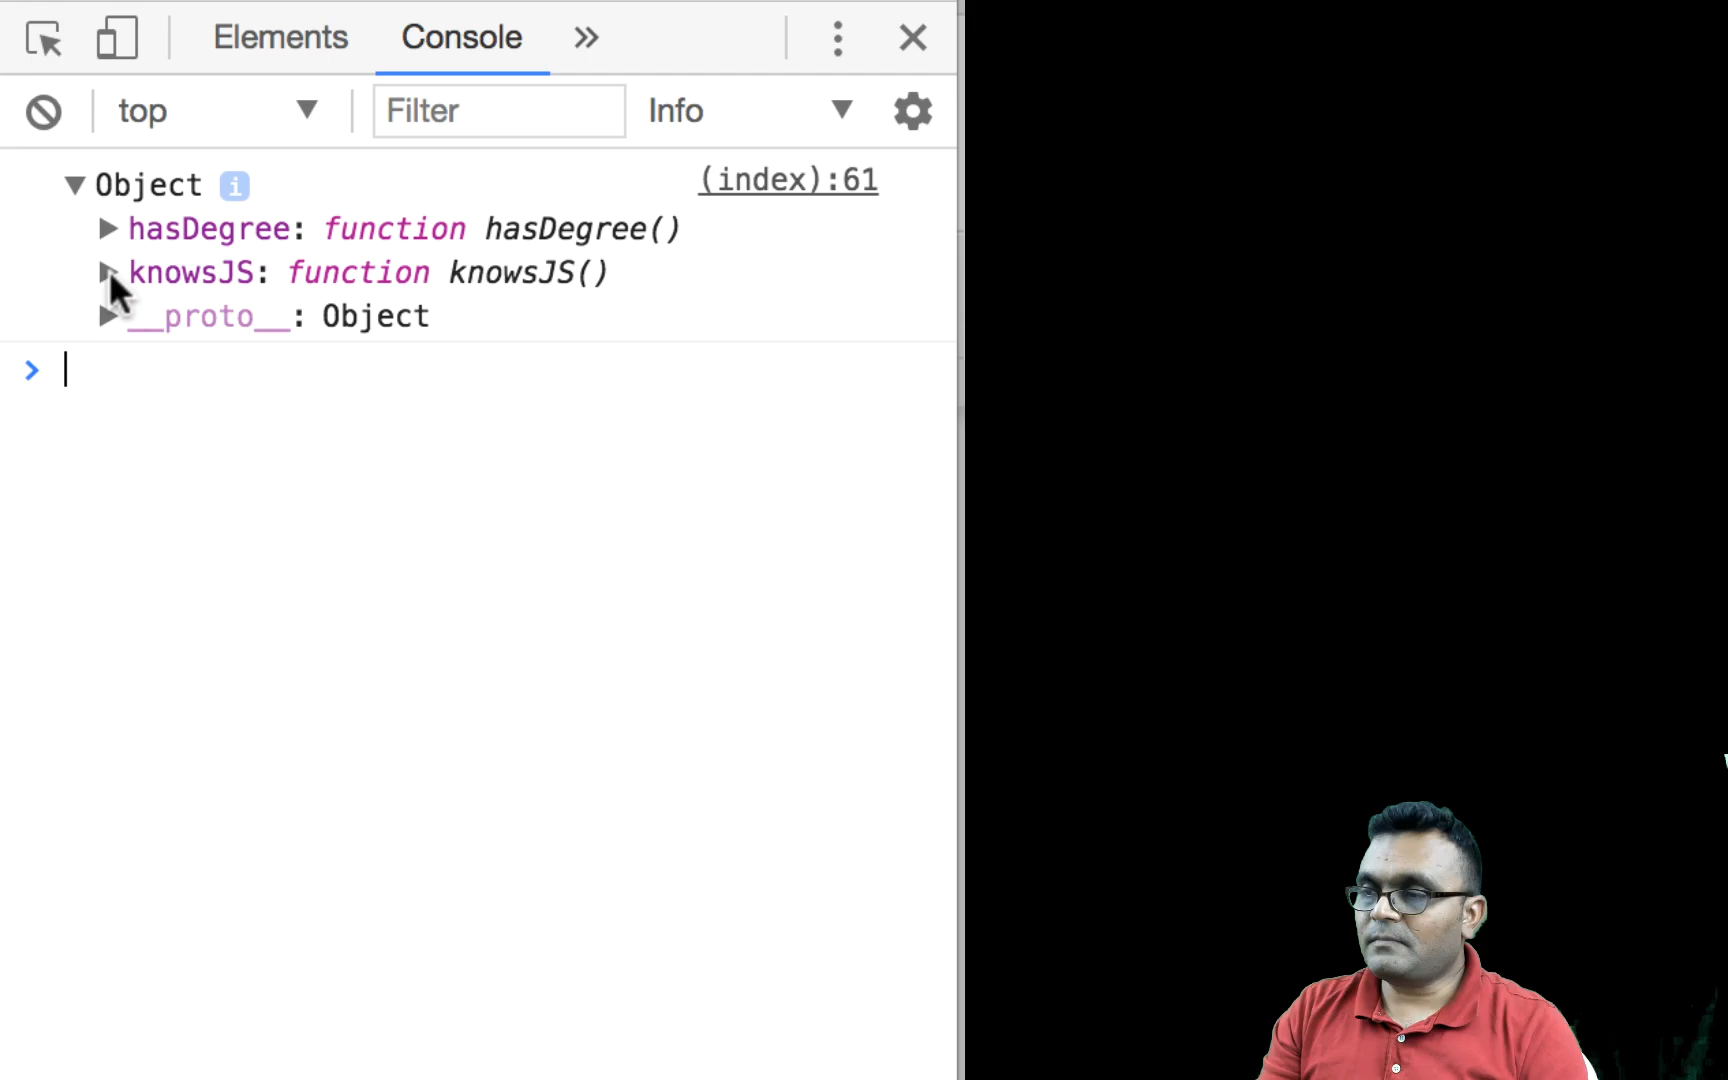 Elements Console
top Filter Info
Object i (index):61
hasDegree: function hasDegree()
knowsJS: function knowsJS()
__proto__: Object